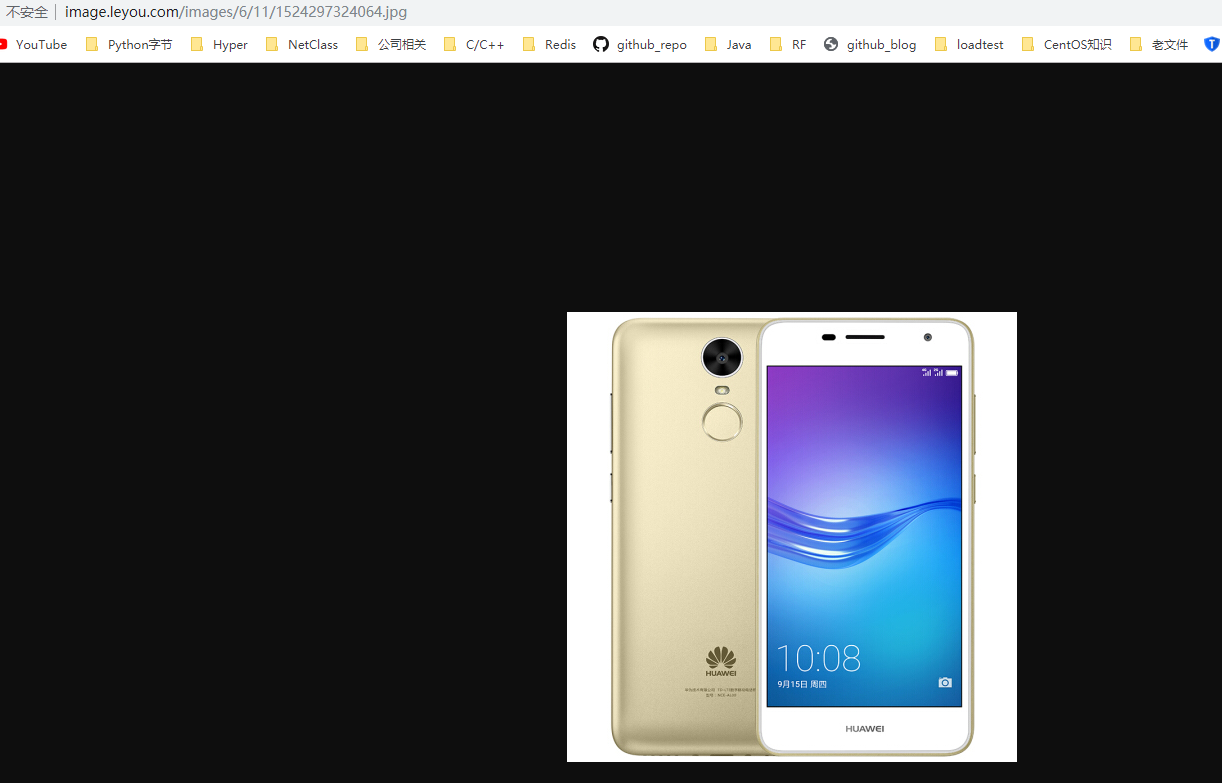 不安全 image.leyou.com/images/6/11/1524297324064.jpg
YouTube Python字节 Hyper NetClass 公司相关 C/C++ Redis github_repo Java RF github_blog loadtest CentOS知识 老文件
10:08
9月15日 周四
HUAWEI
HUAWEI